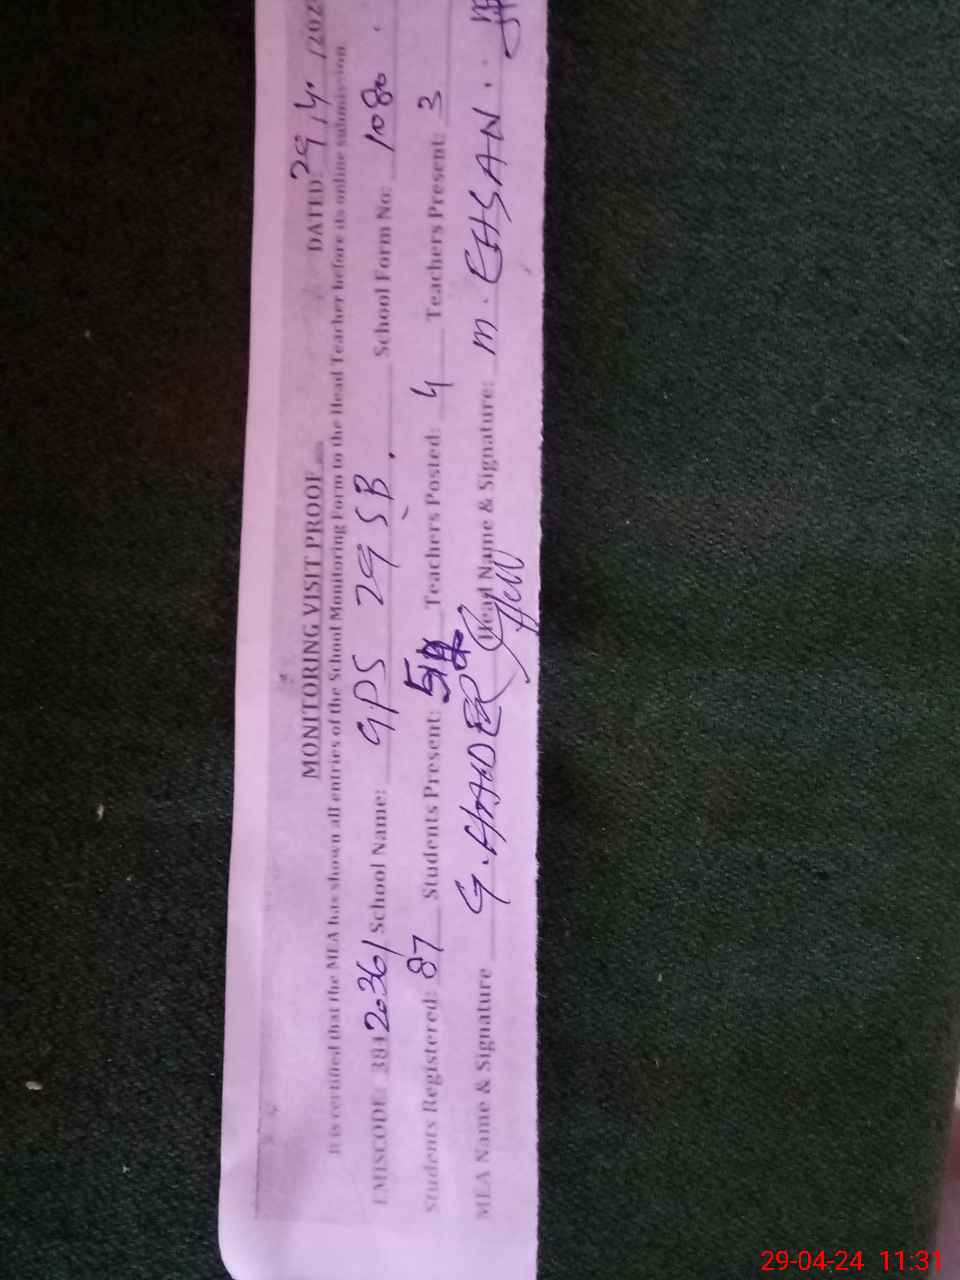 MONITORING VISIT PROOF DATED: 29/4/202
It is certified that the MEA has shown all entries of the School Monitoring Form to the Head Teacher before its online submission.
EMISCODE: 38420361 School Name: GPS 29 SB. School Form No: 1080
Students Registered: 87 Students Present: Teachers Posted: 4 Teachers Present: 3
MEA Name & Signature G. HADER Head Name & Signature: M. EHSAN.
29-04-24 11:31